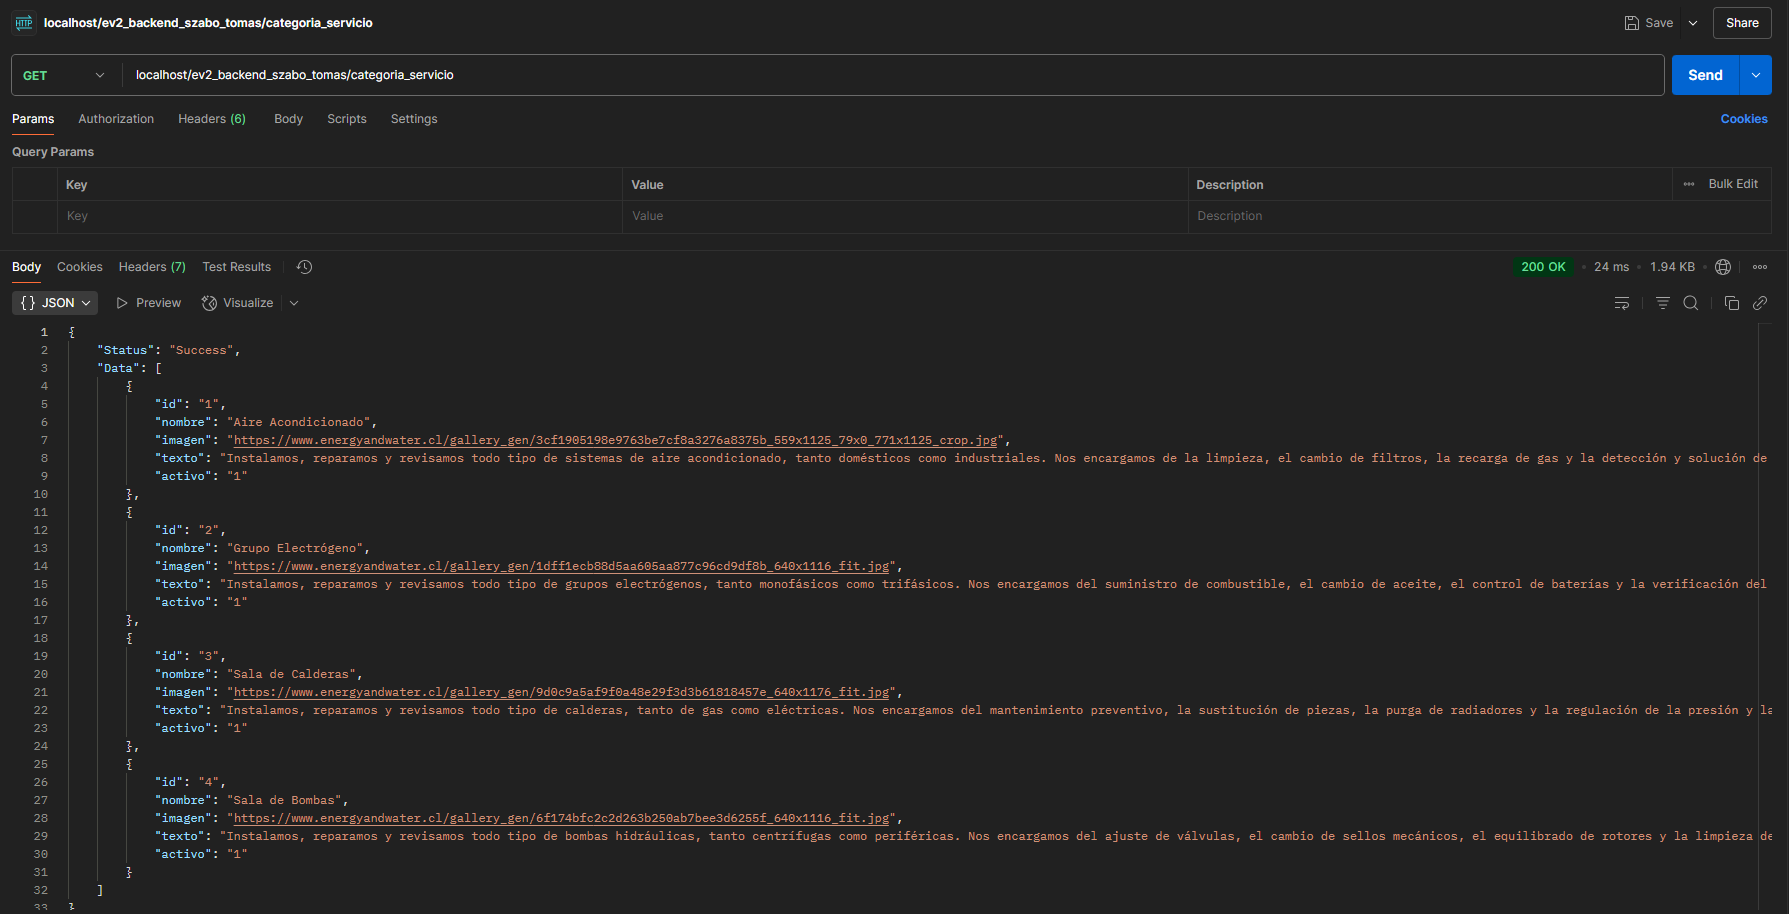 HTTP localhost/ev2_backend_szabo_tomas/categoria_servicio Save Share
GET localhost/ev2_backend_szabo_tomas/categoria_servicio Send
Params Authorization Headers (6) Body Scripts Settings Cookies
Query Params
Key Value Description Bulk Edit
Key Value Description
Body Cookies Headers (7) Test Results 200 OK • 24 ms • 1.94 KB •
{ } JSON Preview Visualize
1 {
2 "Status": "Success",
3 "Data": [
4 {
5 "id": "1",
6 "nombre": "Aire Acondicionado",
7 "imagen": "https://www.energyandwater.cl/gallery_gen/3cf1905198e9763be7cf8a3276a8375b_559x1125_79x0_771x1125_crop.jpg",
8 "texto": "Instalamos, reparamos y revisamos todo tipo de sistemas de aire acondicionado, tanto domésticos como industriales. Nos encargamos de la limpieza, el cambio de filtros, la recarga de gas y la detección y solución de
9 "activo": "1"
10 },
11 {
12 "id": "2",
13 "nombre": "Grupo Electrógeno",
14 "imagen": "https://www.energyandwater.cl/gallery_gen/1dff1ecb88d5aa605aa877c96cd9df8b_640x1116_fit.jpg",
15 "texto": "Instalamos, reparamos y revisamos todo tipo de grupos electrógenos, tanto monofásicos como trifásicos. Nos encargamos del suministro de combustible, el cambio de aceite, el control de baterías y la verificación del
16 "activo": "1"
17 },
18 {
19 "id": "3",
20 "nombre": "Sala de Calderas",
21 "imagen": "https://www.energyandwater.cl/gallery_gen/9d0c9a5af9f0a48e29f3d3b61818457e_640x1176_fit.jpg",
22 "texto": "Instalamos, reparamos y revisamos todo tipo de calderas, tanto de gas como eléctricas. Nos encargamos del mantenimiento preventivo, la sustitución de piezas, la purga de radiadores y la regulación de la presión y la
23 "activo": "1"
24 },
25 {
26 "id": "4",
27 "nombre": "Sala de Bombas",
28 "imagen": "https://www.energyandwater.cl/gallery_gen/6f174bfc2c2d263b250ab7bee3d6255f_640x1116_fit.jpg",
29 "texto": "Instalamos, reparamos y revisamos todo tipo de bombas hidráulicas, tanto centrífugas como periféricas. Nos encargamos del ajuste de válvulas, el cambio de sellos mecánicos, el equilibrado de rotores y la limpieza de
30 "activo": "1"
31 }
32 ]
33 }